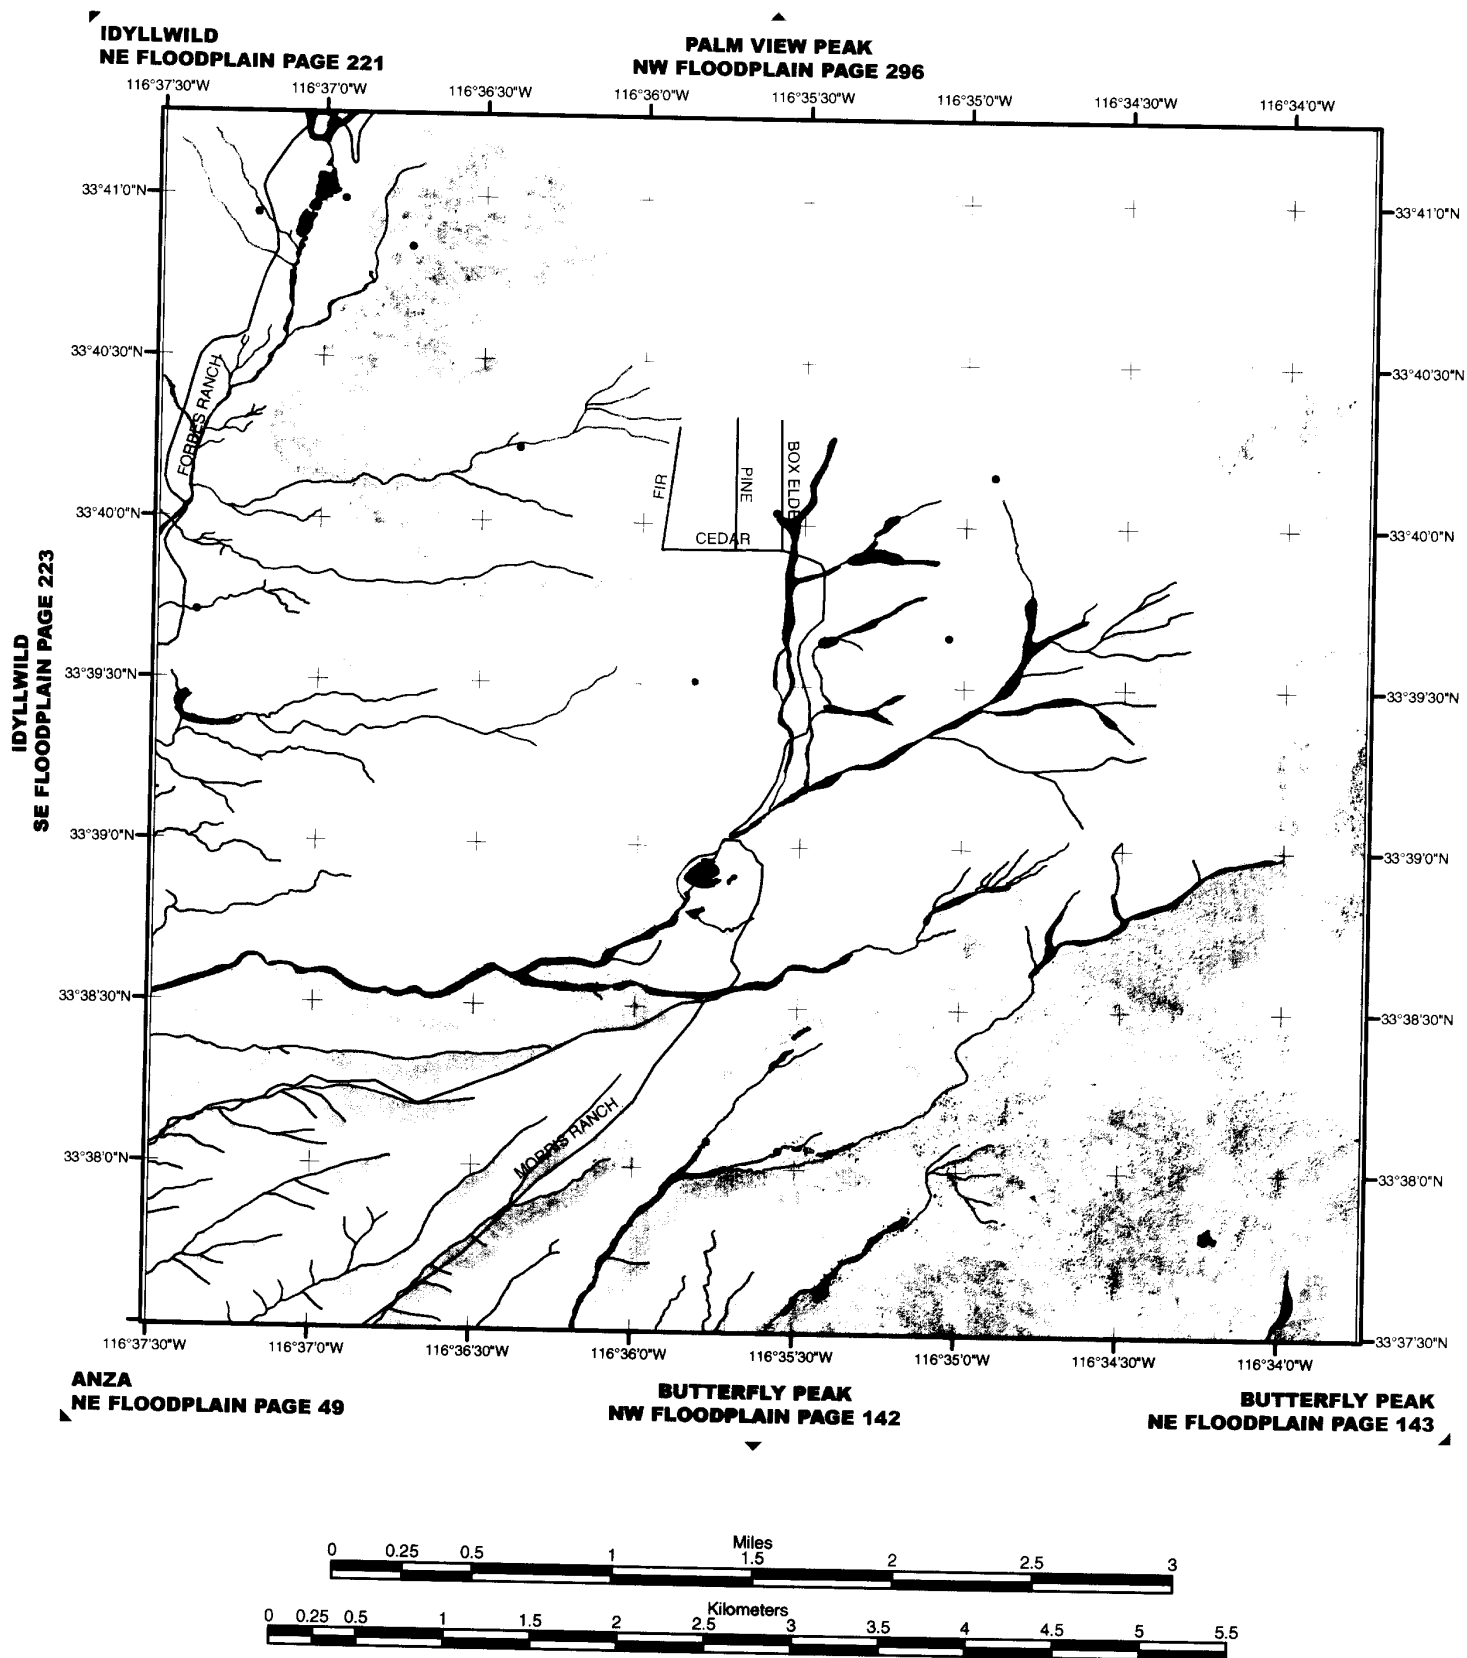 IDYLLWILD
NE FLOODPLAIN PAGE 221
PALM VIEW PEAK
NW FLOODPLAIN PAGE 296
116°37'30"W
116°37'0"W
116°36'30"W
116°36'0"W
116°35'30"W
116°35'0"W
116°34'30"W
116°34'0"W
33°41'0"N
33°41'0"N
33°40'30"N
33°40'30"N
FORBES RANCH
FIR
PINE
BOX ELDE
CEDAR
33°40'0"N
33°40'0"N
IDYLLWILD
SE FLOODPLAIN PAGE 223
33°39'30"N
33°39'30"N
33°39'0"N
33°39'0"N
33°38'30"N
33°38'30"N
MORRIS RANCH
33°38'0"N
33°38'0"N
33°37'30"N
116°37'30"W
116°37'0"W
116°36'30"W
116°36'0"W
116°35'30"W
116°35'0"W
116°34'30"W
116°34'0"W
ANZA
NE FLOODPLAIN PAGE 49
BUTTERFLY PEAK
NW FLOODPLAIN PAGE 142
BUTTERFLY PEAK
NE FLOODPLAIN PAGE 143
Miles
0 0.25 0.5 1 1.5 2 2.5 3
Kilometers
0 0.25 0.5 1 1.5 2 2.5 3 3.5 4 4.5 5 5.5